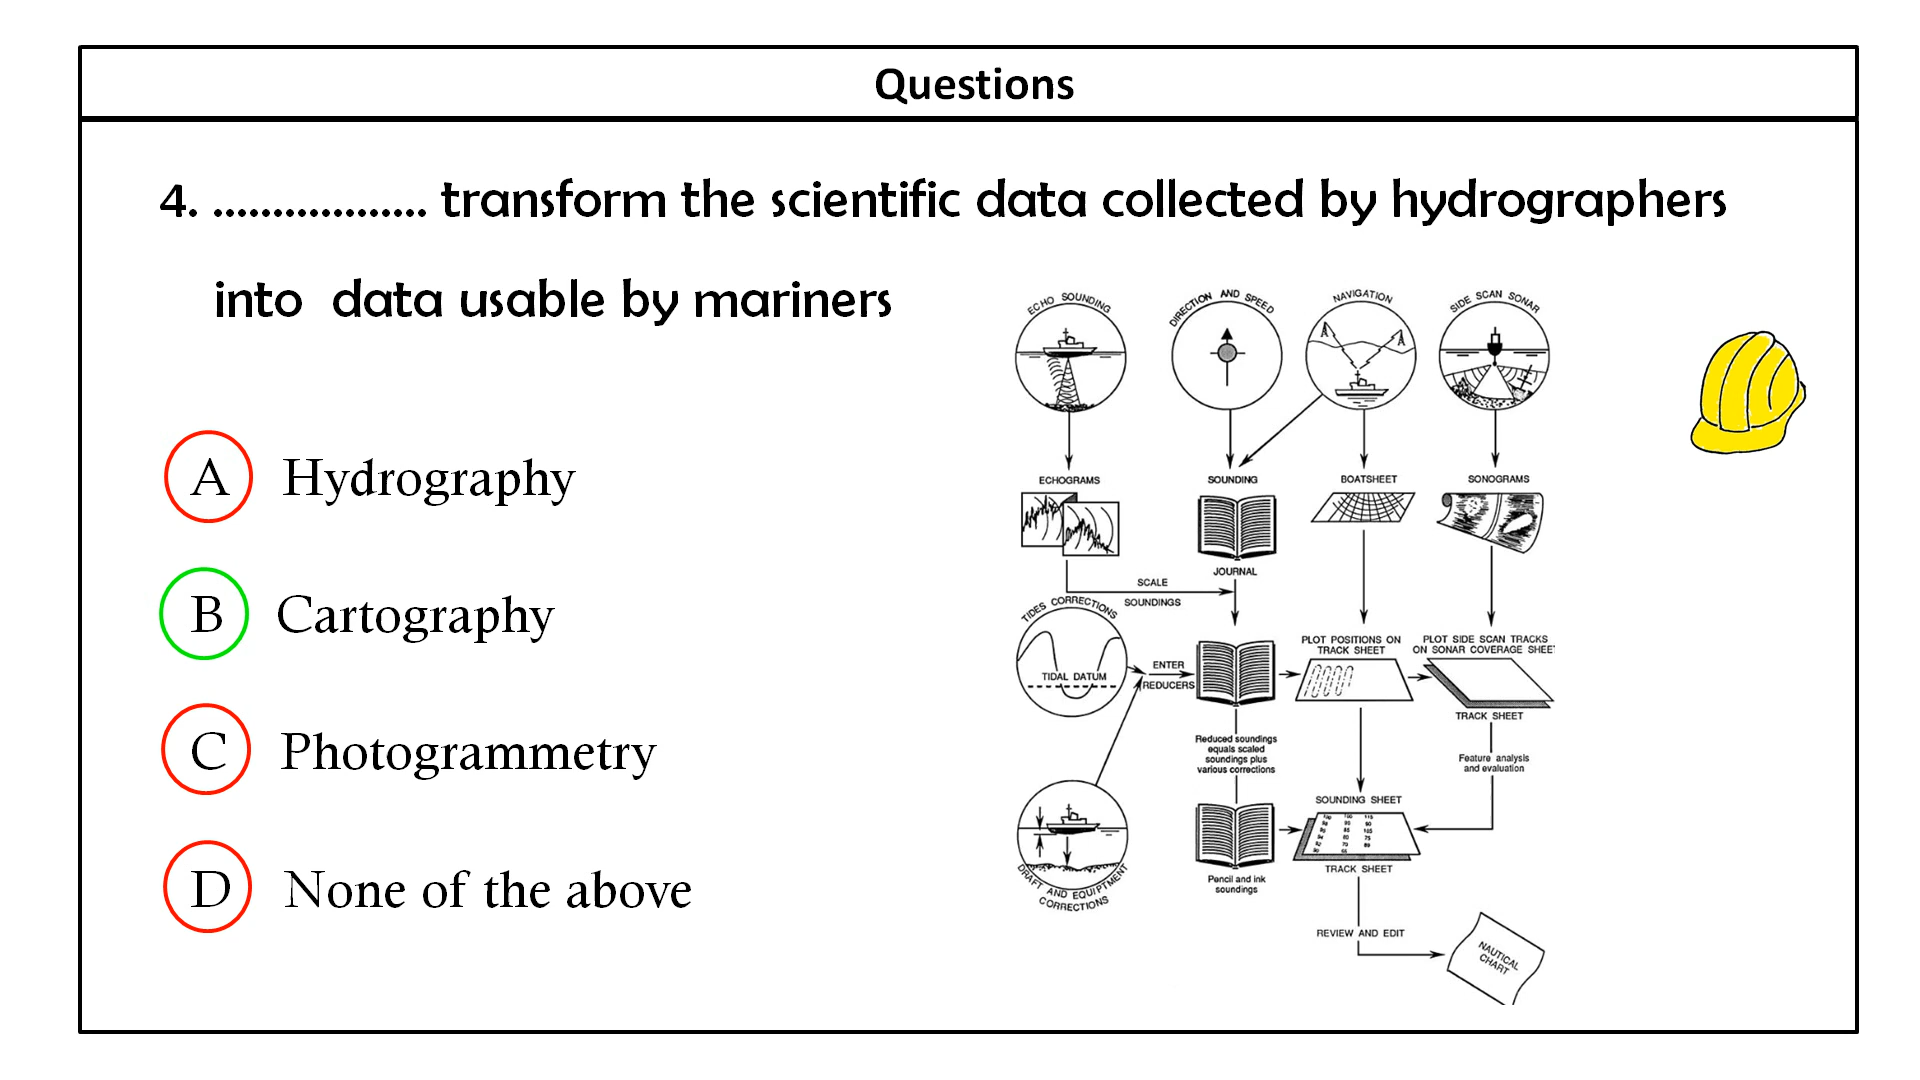 Questions
4. .................. transform the scientific data collected by hydrographers
into data usable by mariners
A Hydrography
B Cartography
C Photogrammetry
D None of the above
ECHO SOUNDING
DIRECTION AND SPEED
NAVIGATION
SIDE SCAN SONAR
ECHOGRAMS
SOUNDING
BOATSHEET
SONOGRAMS
JOURNAL
SCALE
SOUNDINGS
TIDES CORRECTIONS
TIDAL DATUM
ENTER
REDUCERS
PLOT POSITIONS ON
TRACK SHEET
PLOT SIDE SCAN TRACKS
ON SONAR COVERAGE SHEET
TRACK SHEET
Reduced soundings
equals scaled
soundings plus
various corrections
Feature analysis
and evaluation
SOUNDING SHEET
TRACK SHEET
Pencil and ink
soundings
DRAFT AND EQUIPTMENT
CORRECTIONS
REVIEW AND EDIT
NAUTICAL
CHART